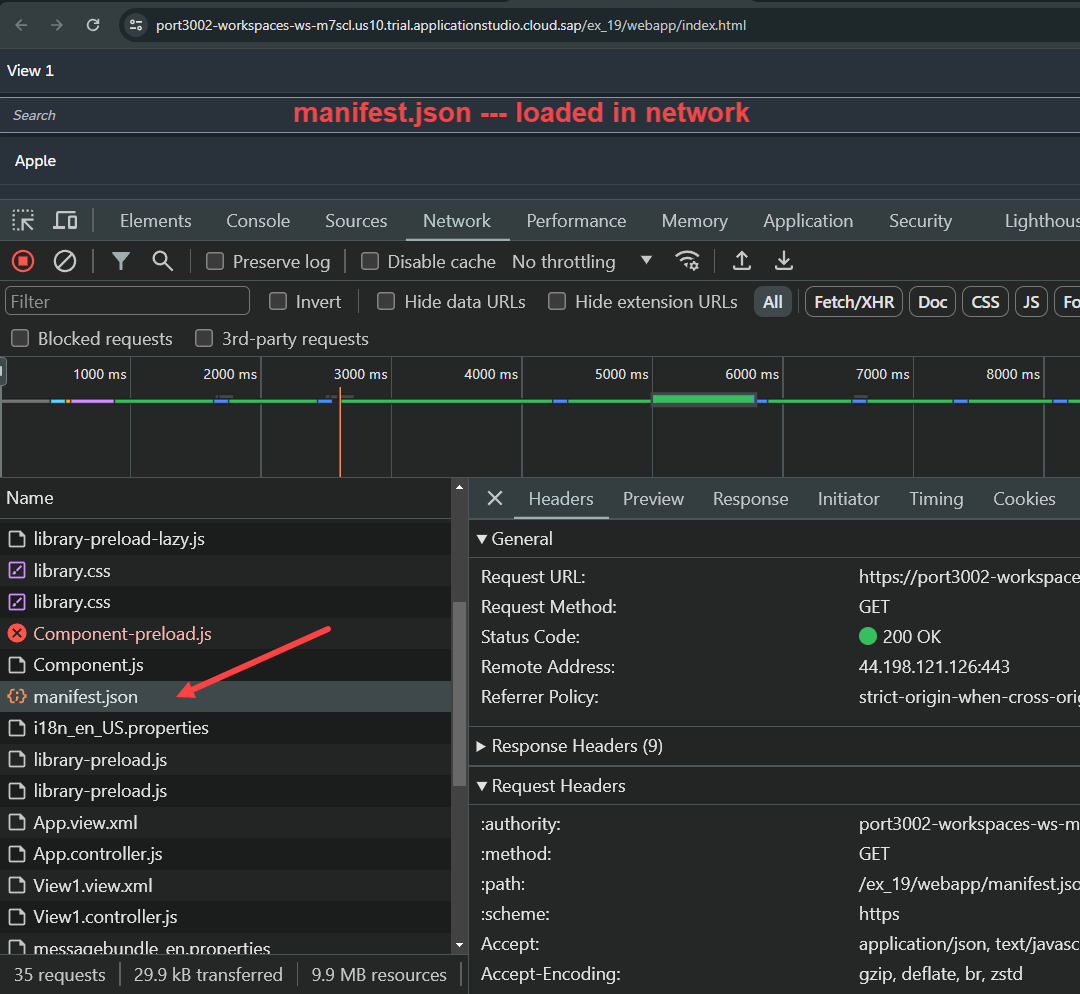 port3002-workspaces-ws-m7scl.us10.trial.applicationstudio.cloud.sap/ex_19/webapp/index.html
View 1
Search
manifest.json --- loaded in network
Apple
Elements Console Sources Network Performance Memory Application Security Lighthous
Preserve log Disable cache No throttling
Filter Invert Hide data URLs Hide extension URLs All Fetch/XHR Doc CSS JS Fo
Blocked requests 3rd-party requests
1000 ms 2000 ms 3000 ms 4000 ms 5000 ms 6000 ms 7000 ms 8000 ms
Name
library-preload-lazy.js
library.css
library.css
Component-preload.js
Component.js
manifest.json
i18n_en_US.properties
library-preload.js
library-preload.js
App.view.xml
App.controller.js
View1.view.xml
View1.controller.js
messagebundle_en.properties
35 requests 29.9 kB transferred 9.9 MB resources
Headers Preview Response Initiator Timing Cookies
General
Request URL: https://port3002-workspace
Request Method: GET
Status Code: 200 OK
Remote Address: 44.198.121.126:443
Referrer Policy: strict-origin-when-cross-orig
Response Headers (9)
Request Headers
:authority: port3002-workspaces-ws-m
:method: GET
:path: /ex_19/webapp/manifest.jso
:scheme: https
Accept: application/json, text/javasc
Accept-Encoding: gzip, deflate, br, zstd